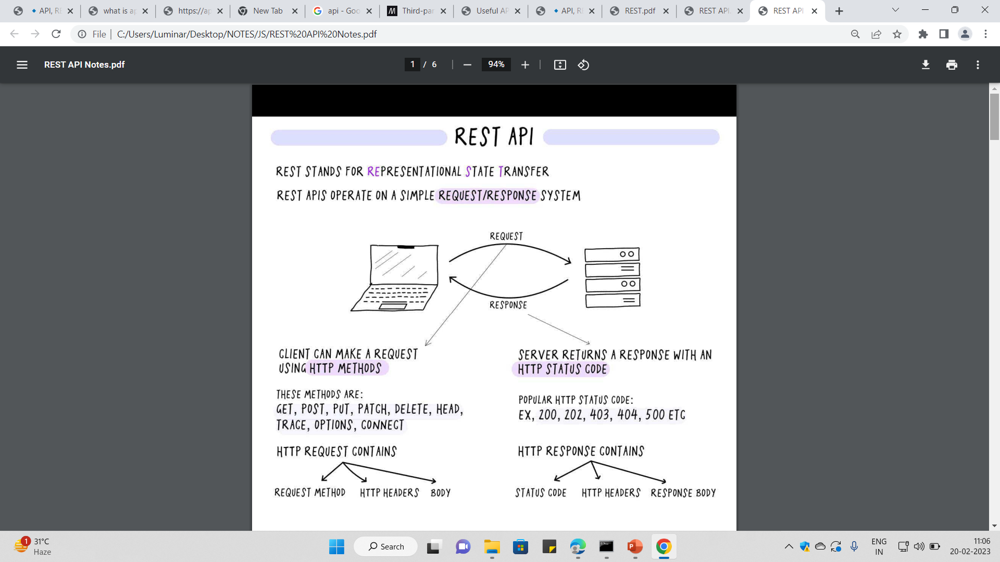 API, RE
what is ap
https://ap
New Tab
api - Goo
Third-par
Useful AP
API, RE
REST.pdf
REST API
REST API
File
C:/Users/Luminar/Desktop/NOTES/JS/REST%20API%20Notes.pdf
REST API Notes.pdf
1 / 6
94%
REST API
REST STANDS FOR REPRESENTATIONAL STATE TRANSFER
REST APIS OPERATE ON A SIMPLE REQUEST/RESPONSE SYSTEM
REQUEST
RESPONSE
CLIENT CAN MAKE A REQUEST
USING HTTP METHODS
THESE METHODS ARE:
GET, POST, PUT, PATCH, DELETE, HEAD,
TRACE, OPTIONS, CONNECT
HTTP REQUEST CONTAINS
REQUEST METHOD HTTP HEADERS BODY
SERVER RETURNS A RESPONSE WITH AN
HTTP STATUS CODE
POPULAR HTTP STATUS CODE:
EX, 200, 202, 403, 404, 500 ETC
HTTP RESPONSE CONTAINS
STATUS CODE HTTP HEADERS RESPONSE BODY
1
31°C
Haze
Search
ENG
IN
11:06
20-02-2023